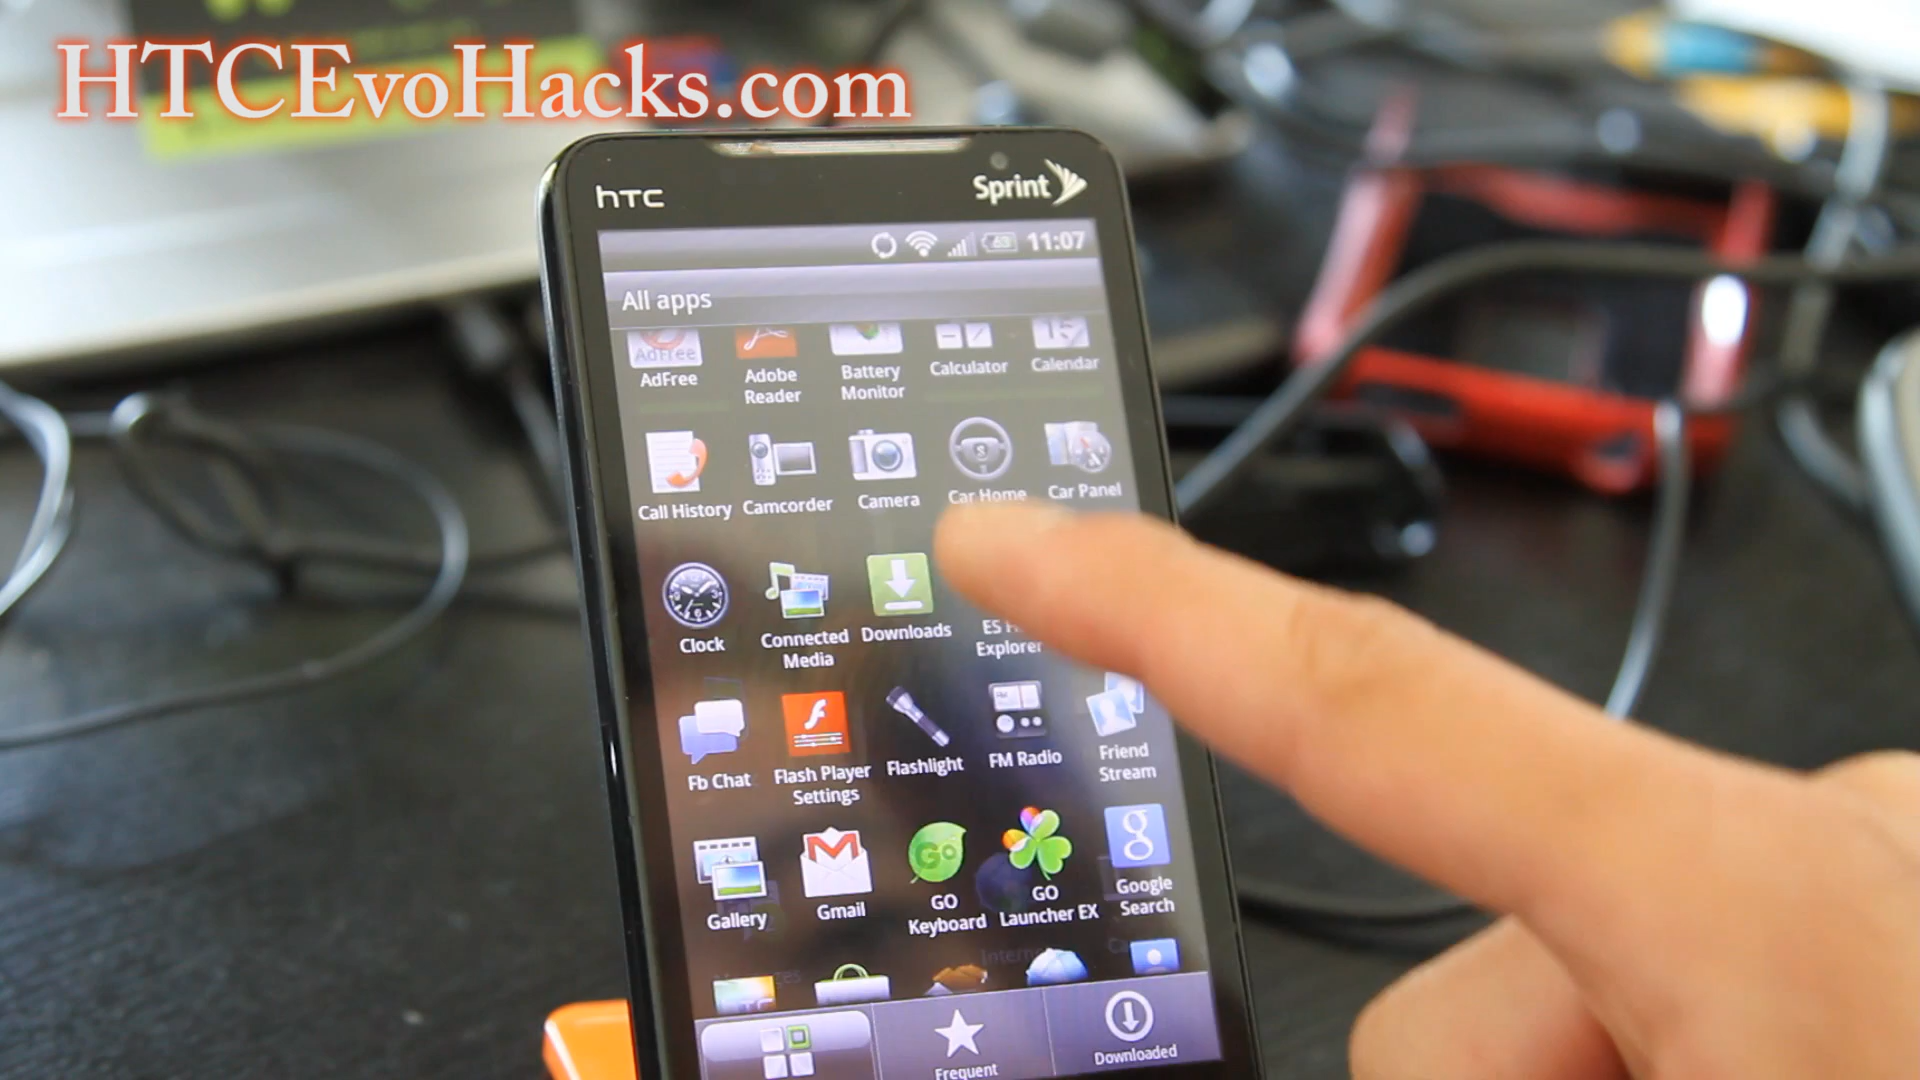 HTCEvoHacks.com
hTC
Sprint
63
11:07
All apps
AdFree
AdFree
Adobe Reader
Battery Monitor
Calculator
Calendar
Call History
Camcorder
Camera
Car Home
Car Panel
Clock
Connected Media
Downloads
ES
Explorer
Fb Chat
Flash Player Settings
Flashlight
FM Radio
Friend Stream
Gallery
Gmail
GO Keyboard
GO Launcher EX
Google Search
Frequent
Downloaded